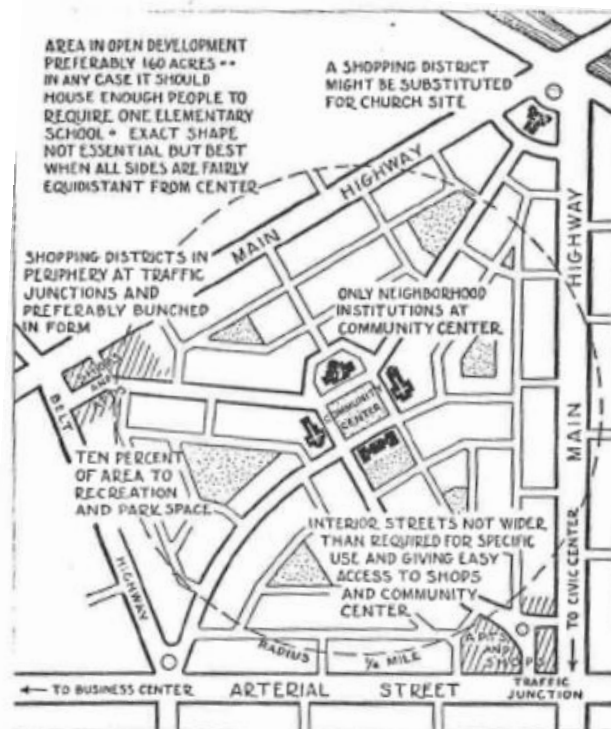 AREA IN OPEN DEVELOPMENT
PREFERABLY 160 ACRES --
IN ANY CASE IT SHOULD
HOUSE ENOUGH PEOPLE TO
REQUIRE ONE ELEMENTARY
SCHOOL • EXACT SHAPE
NOT ESSENTIAL BUT BEST
WHEN ALL SIDES ARE FAIRLY
EQUIDISTANT FROM CENTER
A SHOPPING DISTRICT
MIGHT BE SUBSTITUTED
FOR CHURCH SITE
MAIN HIGHWAY
HIGHWAY
MAIN
TO CIVIC CENTER
SHOPPING DISTRICTS IN
PERIPHERY AT TRAFFIC
JUNCTIONS AND
PREFERABLY BUNCHED
IN FORM
ONLY NEIGHBORHOOD
INSTITUTIONS AT
COMMUNITY CENTER
SHOPS
BELT
HIGHWAY
COMMUNITY
CENTER
TEN PERCENT
OF AREA TO
RECREATION
AND PARK SPACE
INTERIOR STREETS NOT WIDER
THAN REQUIRED FOR SPECIFIC
USE AND GIVING EASY
ACCESS TO SHOPS
AND COMMUNITY
CENTER
RADIUS
MILE
APTS
AND
SHOPS
TRAFFIC
JUNCTION
← TO BUSINESS CENTER
ARTERIAL STREET